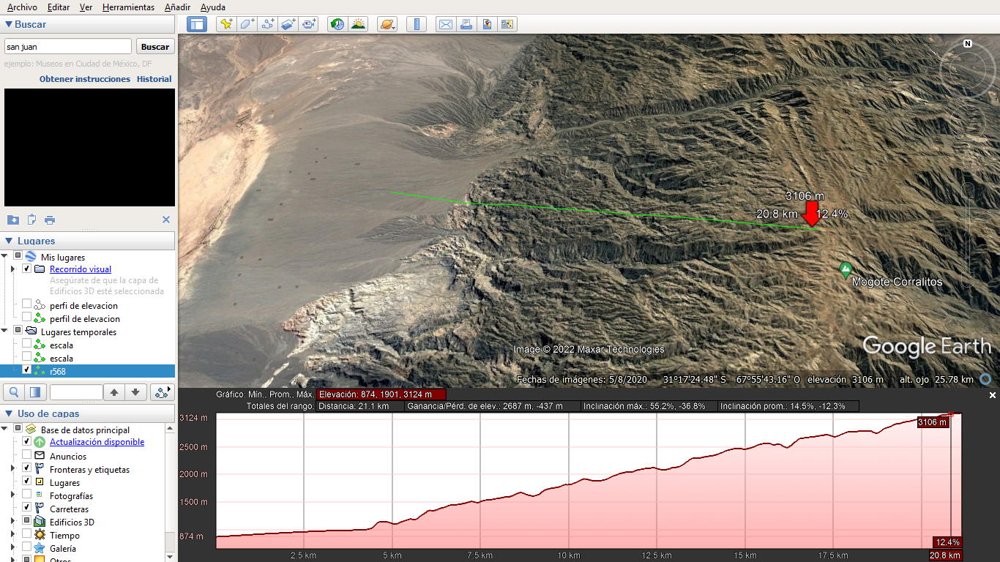 Archivo Editar Ver Herramientas Añadir Ayuda
Buscar
san juan
Buscar
ejemplo: Museos en Ciudad de México, DF
Obtener instrucciones Historial
Lugares
Mis lugares
Recorrido visual
Asegúrate de que la capa de
Edificios 3D esté seleccionada
perfi de elevacion
perfil de elevacion
Lugares temporales
escala
escala
r568
Uso de capas
Base de datos principal
Actualización disponible
Anuncios
Fronteras y etiquetas
Lugares
Fotografías
Carreteras
Edificios 3D
Tiempo
Galería
Otros
N
3106 m
20.8 km 12.4%
Mogote Corralitos
Image © 2022 Maxar Technologies
Google Earth
Fechas de imágenes: 5/8/2020 31°17'24.48" S 67°55'43.16" O elevación 3106 m alt. ojo 25.78 km
Gráfico: Mín., Prom., Máx. Elevación: 874, 1901, 3124 m
Totales del rango: Distancia: 21.1 km Ganancia/Pérd. de elev.: 2687 m, -437 m Inclinación máx.: 55.2%, -36.8% Inclinación prom.: 14.5%, -12.3%
3124 m
3106 m
2500 m
2000 m
1500 m
874 m
12.4%
2.5 km 5 km 7.5 km 10 km 12.5 km 15 km 17.5 km 20.8 km